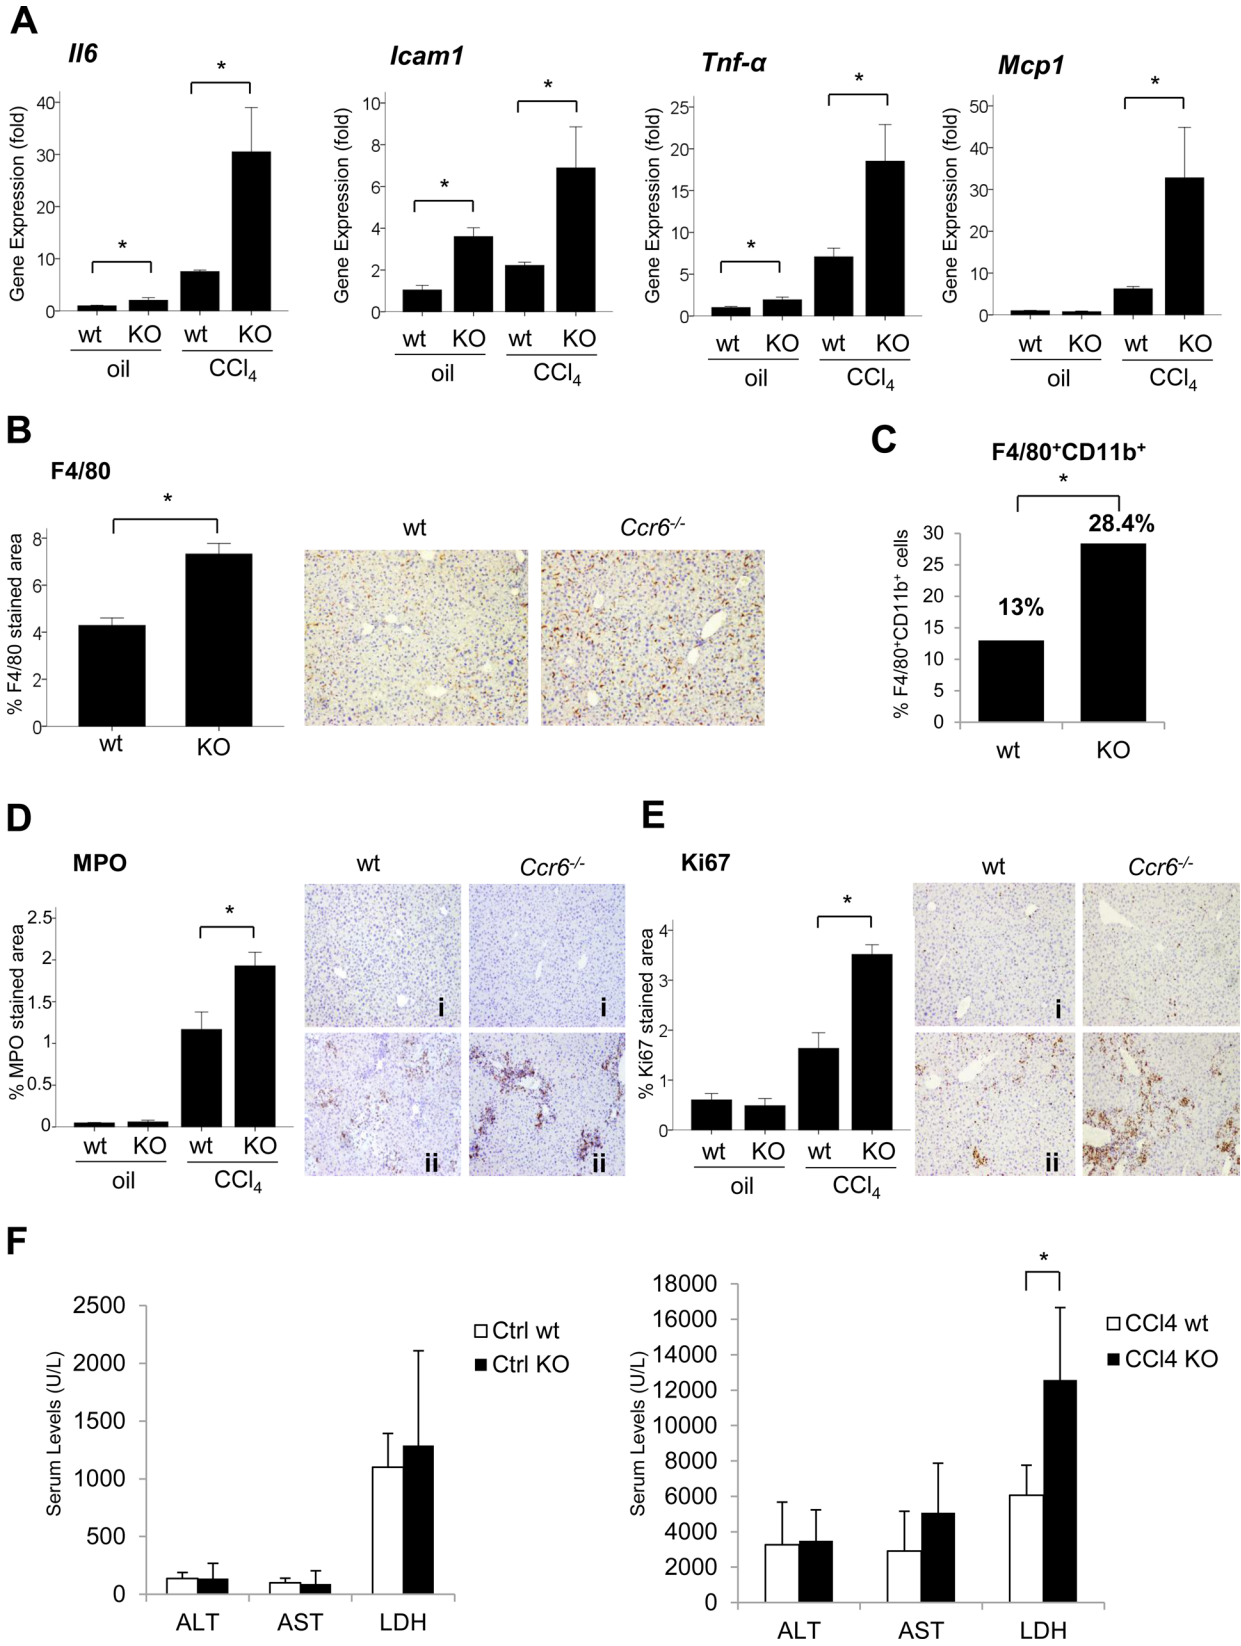 A
Il6
Icam1
Tnf-α
Mcp1
*
*
*
*
*
*
*
Gene Expression (fold)
40
30
20
10
0
wt KO wt KO
oil CCl4
Gene Expression (fold)
10
8
6
4
2
0
wt KO wt KO
oil CCl4
Gene Expression (fold)
25
20
15
10
5
0
wt KO wt KO
oil CCl4
Gene Expression (fold)
50
40
30
20
10
0
wt KO wt KO
oil CCl4
B
F4/80
*
% F4/80 stained area
8
6
4
2
0
wt KO
wt
Ccr6-/-
C
F4/80+CD11b+
*
% F4/80+CD11b+ cells
30
25
20
15
10
5
0
13%
28.4%
wt KO
D
MPO
*
% MPO stained area
2.5
2
1.5
1
0.5
0
wt KO wt KO
oil CCl4
wt
Ccr6-/-
i
i
ii
ii
E
Ki67
*
% Ki67 stained area
4
3
2
1
0
wt KO wt KO
oil CCl4
wt
Ccr6-/-
i
ii
F
Serum Levels (U/L)
2500
2000
1500
1000
500
0
ALT AST LDH
Ctrl wt
Ctrl KO
Serum Levels (U/L)
18000
16000
14000
12000
10000
8000
6000
4000
2000
0
*
ALT AST LDH
CCl4 wt
CCl4 KO